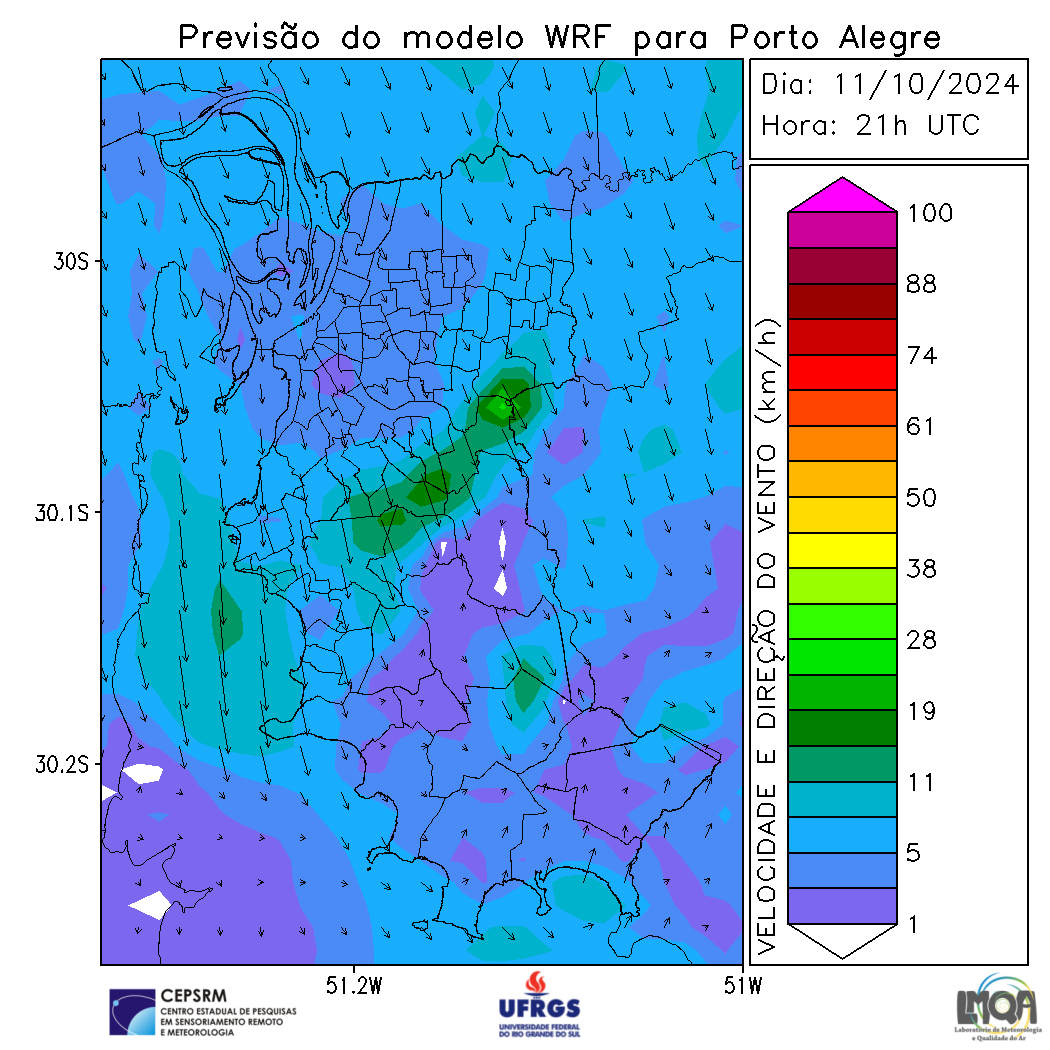 Previsão do modelo WRF para Porto Alegre
Dia: 11/10/2024
Hora: 21h UTC
30S
30.1S
30.2S
51.2W
51W
VELOCIDADE E DIREÇÃO DO VENTO (km/h)
100
88
74
61
50
38
28
19
11
5
1
CEPSRM
CENTRO ESTADUAL DE PESQUISAS
EM SENSORIAMENTO REMOTO
E METEOROLOGIA
UFRGS
UNIVERSIDADE FEDERAL
DO RIO GRANDE DO SUL
LMQA
Laboratório de Meteorologia
e Qualidade do Ar